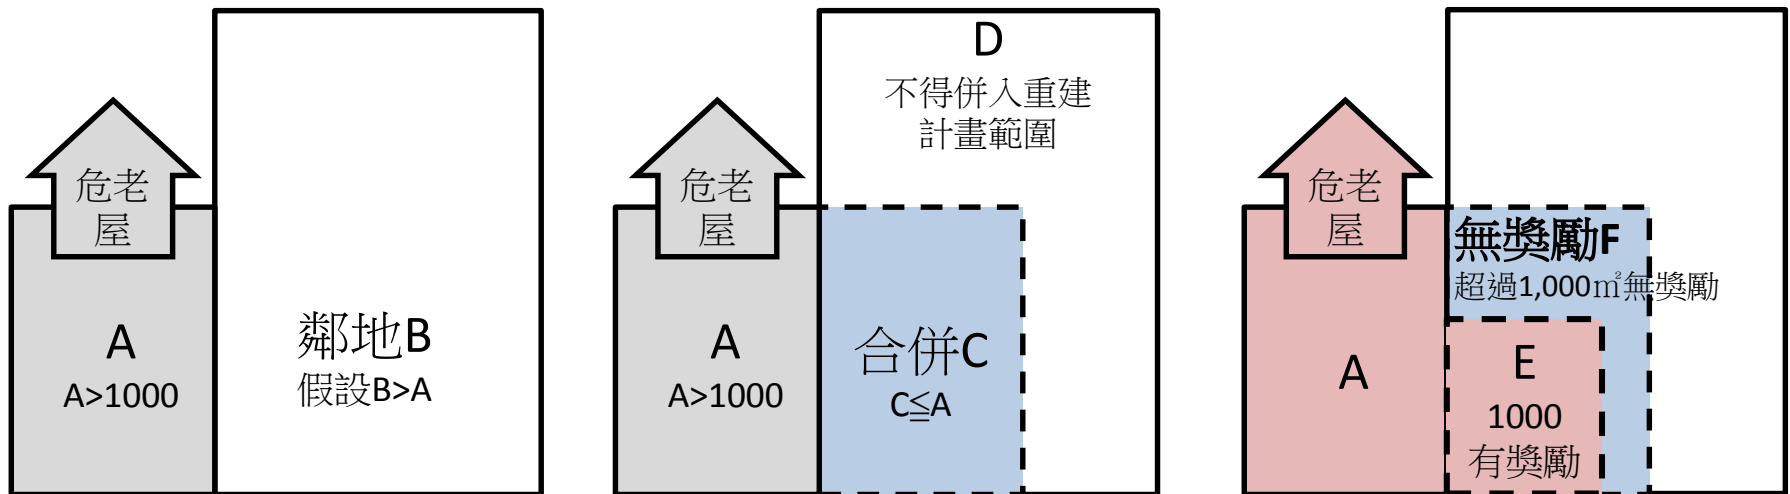 危老
屋
A
A>1000
鄰地B
假設B>A
D
不得併入重建
計畫範圍
危老
屋
A
A>1000
合併C
C≦A
危老
屋
A
無獎勵F
超過1,000㎡無獎勵
E
1000
有獎勵